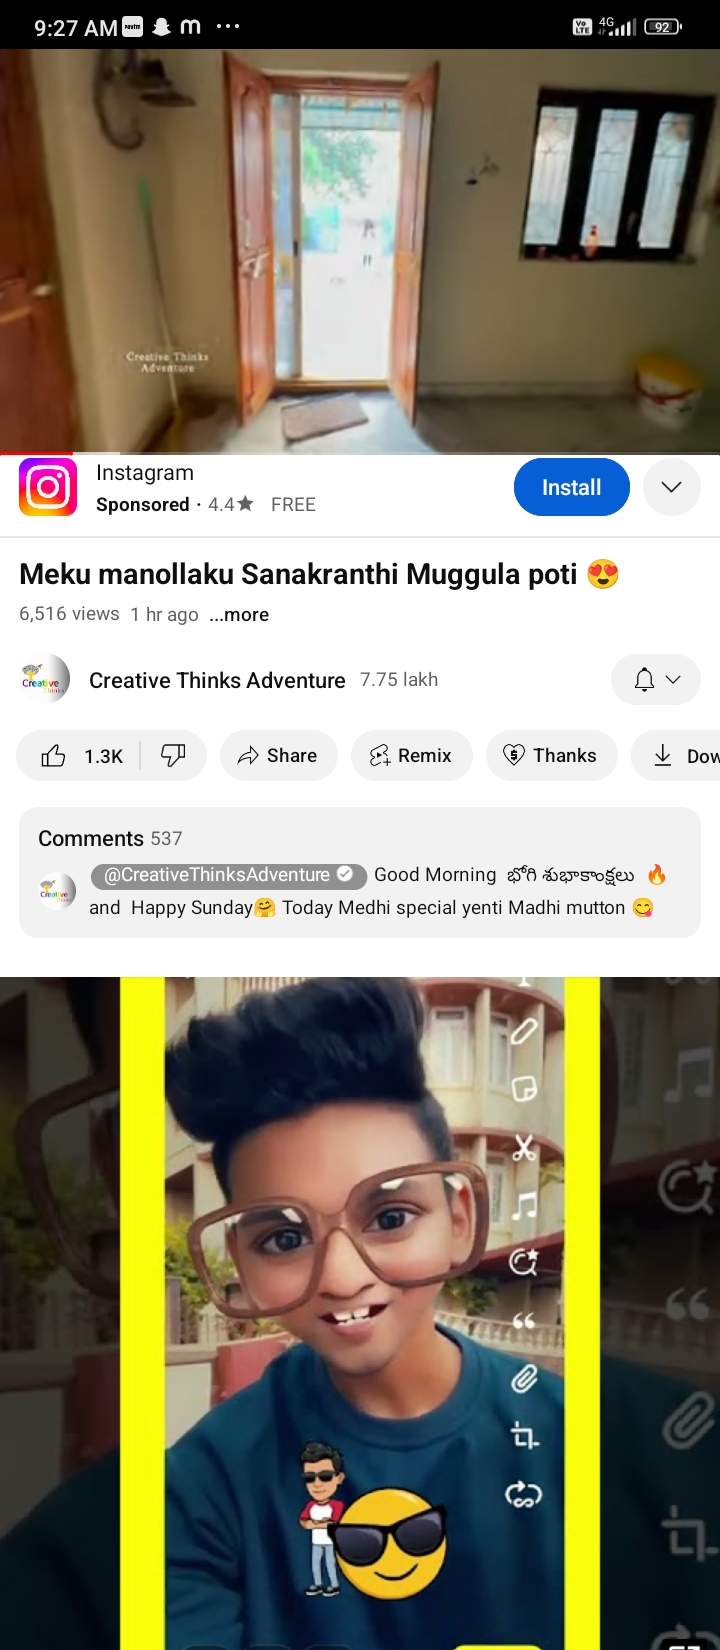 9:27 AM
Vo LTE 4G 92
Creative Thinks
Adventure
Instagram
Sponsored · 4.4★ FREE
Install
Meku manollaku Sanakranthi Muggula poti 😍
6,516 views 1 hr ago ...more
Creative Thinks Adventure 7.75 lakh
1.3K Share Remix Thanks Dow
Comments 537
@CreativeThinksAdventure Good Morning భోగి శుభాకాంక్షలు 🔥
and Happy Sunday🤗 Today Medhi special yenti Madhi mutton 😋